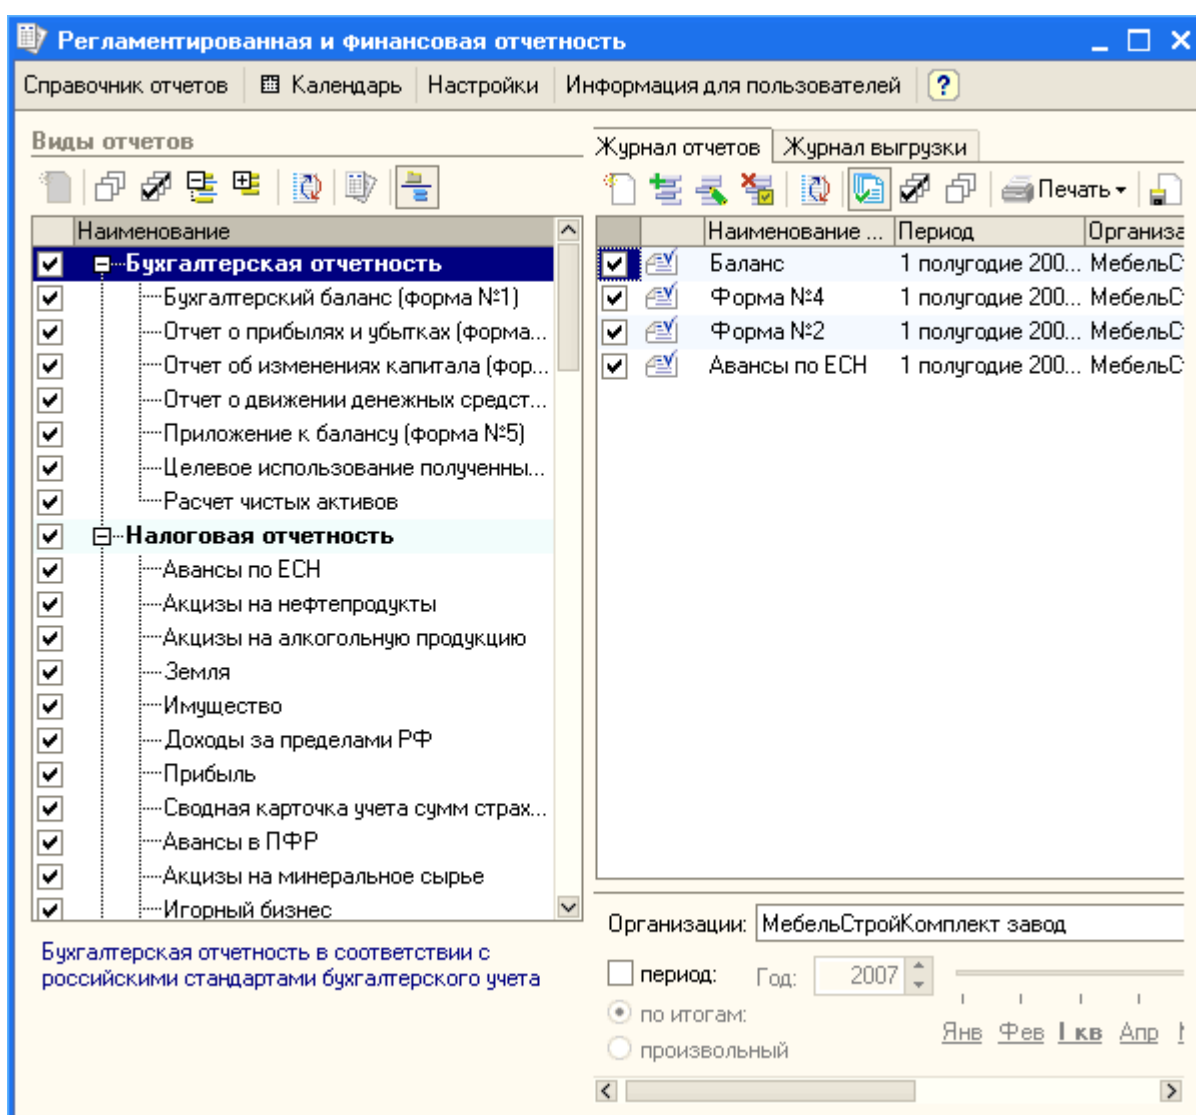 Регламентированная и финансовая отчетность
Справочник отчетов Календарь Настройки Информация для пользователей ?
Виды отчетов
Наименование
Бухгалтерская отчетность
Бухгалтерский баланс (форма №1)
Отчет о прибылях и убытках (форма...
Отчет об изменениях капитала (фор...
Отчет о движении денежных средст...
Приложение к балансу (форма №5)
Целевое использование полученны...
Расчет чистых активов
Налоговая отчетность
Авансы по ЕСН
Акцизы на нефтепродукты
Акцизы на алкогольную продукцию
Земля
Имущество
Доходы за пределами РФ
Прибыль
Сводная карточка учета сумм страх...
Авансы в ПФР
Акцизы на минеральное сырье
Игорный бизнес
Бухгалтерская отчетность в соответствии с
российскими стандартами бухгалтерского учета
Журнал отчетов Журнал выгрузки
Печать
Наименование ... Период Организа
Баланс 1 полугодие 200... МебельС
Форма №4 1 полугодие 200... МебельС
Форма №2 1 полугодие 200... МебельС
Авансы по ЕСН 1 полугодие 200... МебельС
Организации: МебельСтройКомплект завод
период: Год: 2007
по итогам:
Янв Фев I кв Апр
произвольный